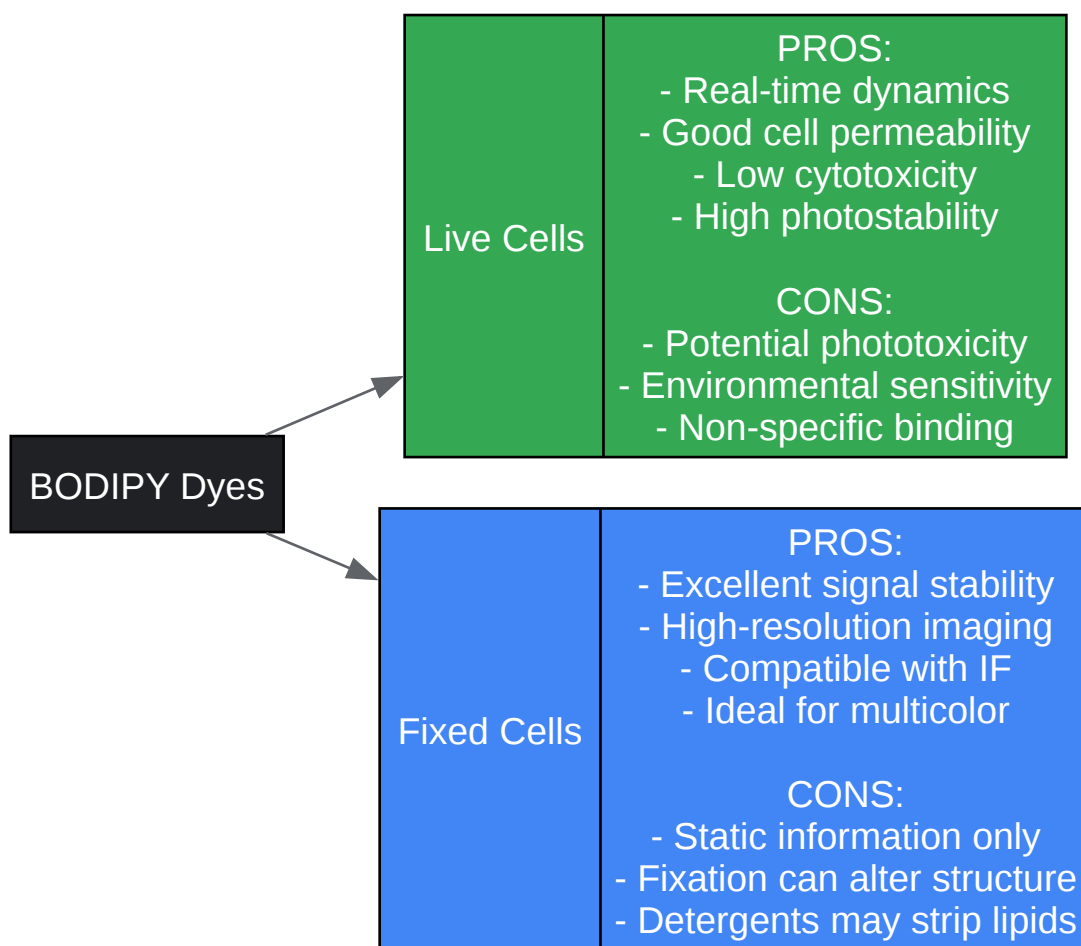 BODIPY Dyes
Live Cells
PROS:
- Real-time dynamics
- Good cell permeability
- Low cytotoxicity
- High photostability
CONS:
- Potential phototoxicity
- Environmental sensitivity
- Non-specific binding
Fixed Cells
PROS:
- Excellent signal stability
- High-resolution imaging
- Compatible with IF
- Ideal for multicolor
CONS:
- Static information only
- Fixation can alter structure
- Detergents may strip lipids